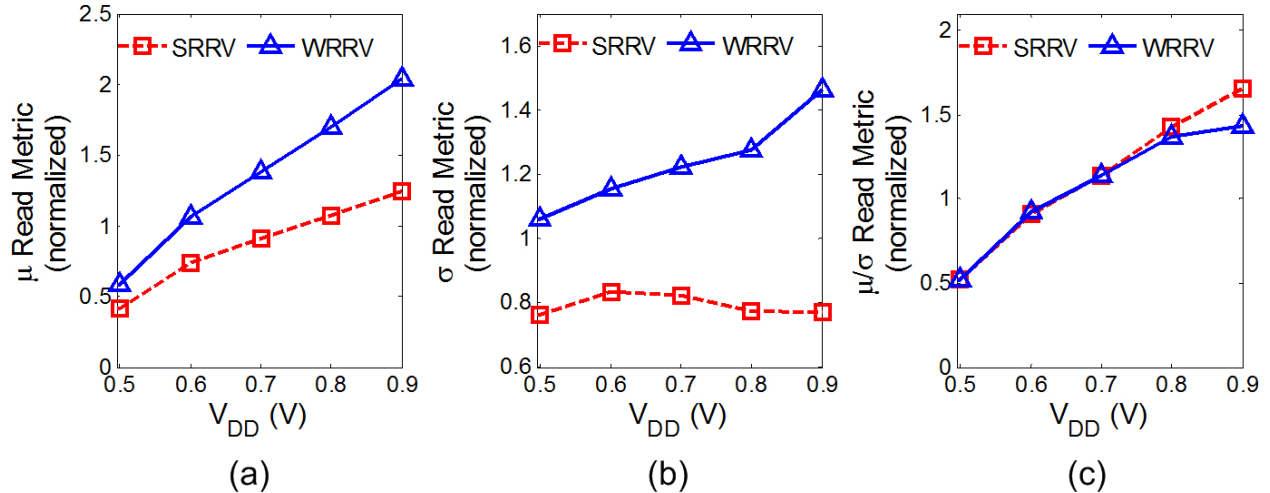 2.5
2
1.5
1
0.5
0
SRRV WRRV
μ Read Metric
(normalized)
0.5 0.6 0.7 0.8 0.9
V_DD (V)
(a)
1.6
1.4
1.2
1
0.8
0.6
SRRV WRRV
σ Read Metric
(normalized)
0.5 0.6 0.7 0.8 0.9
V_DD (V)
(b)
2
1.5
1
0.5
0
SRRV WRRV
μ/σ Read Metric
(normalized)
0.5 0.6 0.7 0.8 0.9
V_DD (V)
(c)